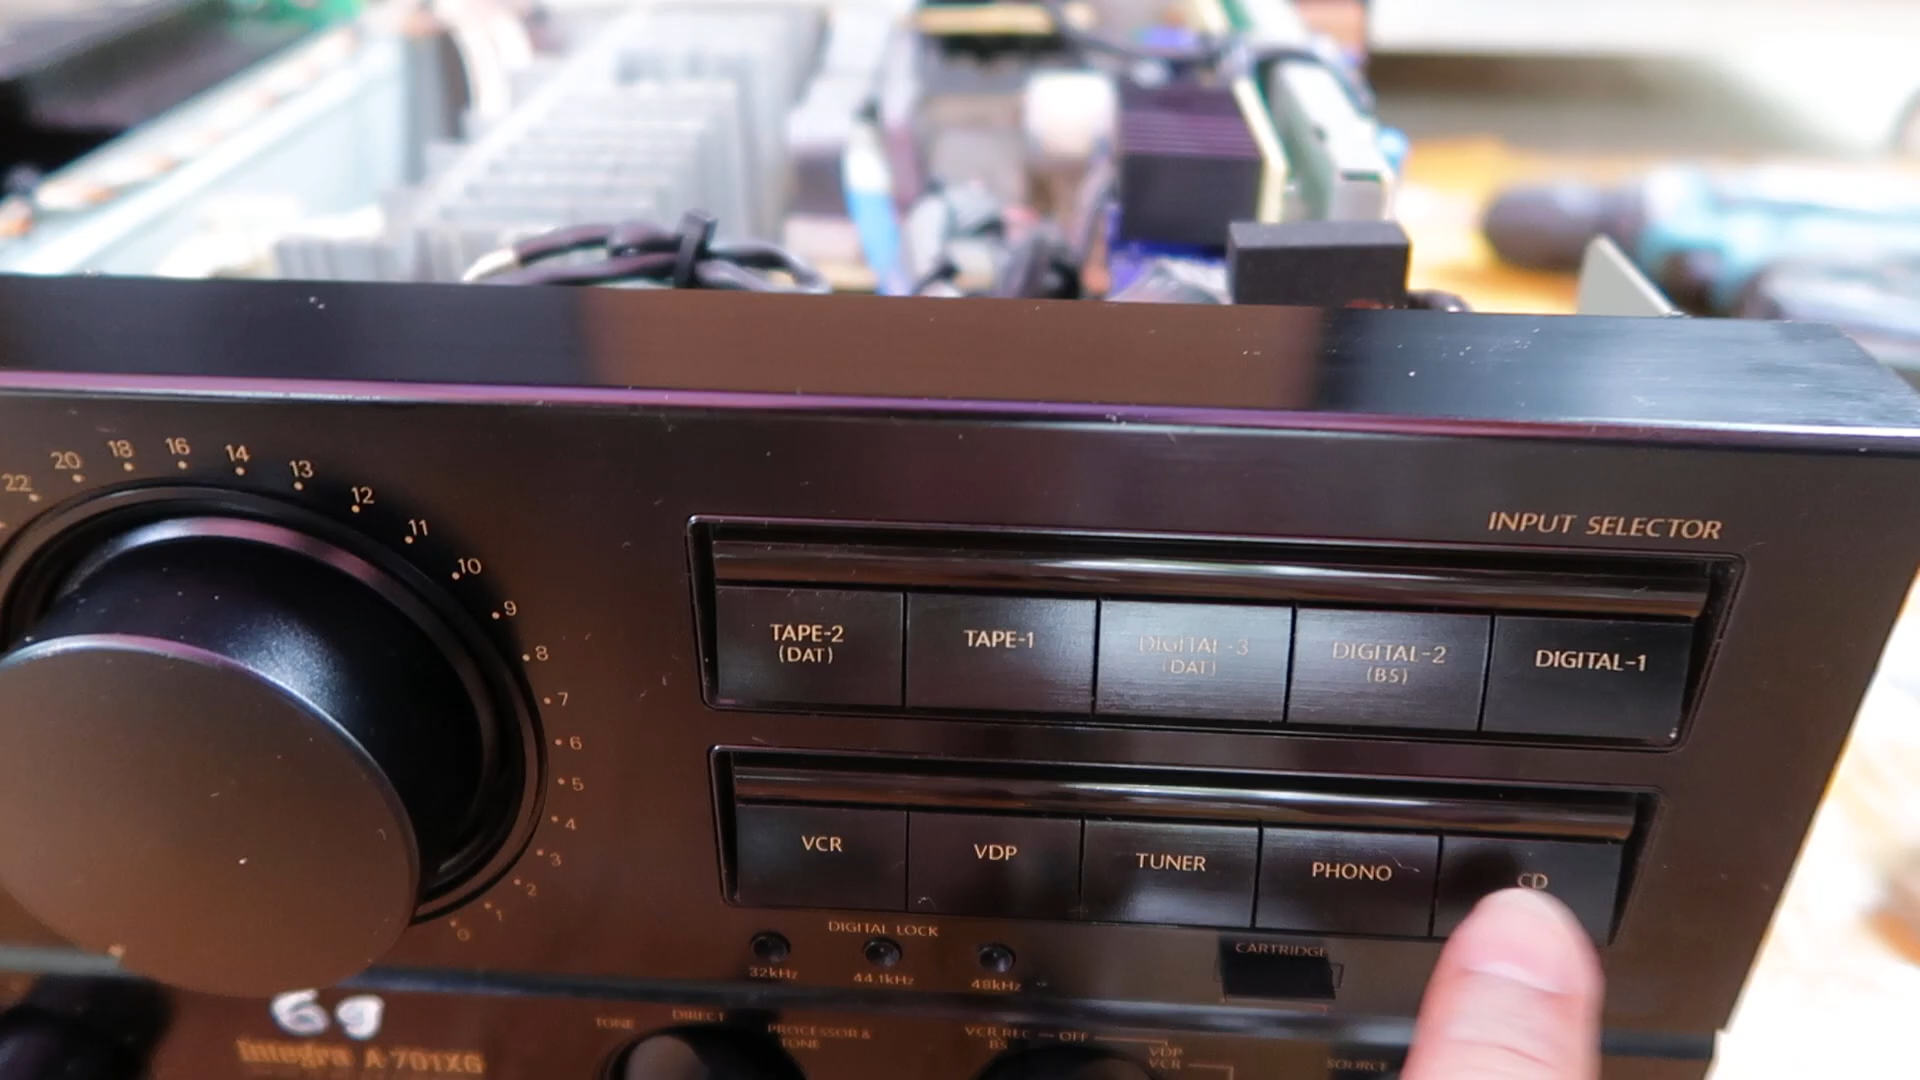 22 20 18 16 14 13 12 11 10 9 8 7 6 5 4 3 2 1 0
INPUT SELECTOR
TAPE-2 TAPE-1 DIGITAL-3 DIGITAL-2 DIGITAL-1
(DAT) (DAT) (BS)
VCR VDP TUNER PHONO CD
DIGITAL LOCK
CARTRIDGE
32kHz 44.1kHz 48kHz
69
Integra A-701XG
TONE DIRECT PROCESSOR &
TONE
VCR REC — OFF
BS VDP
VCR
SOURCE